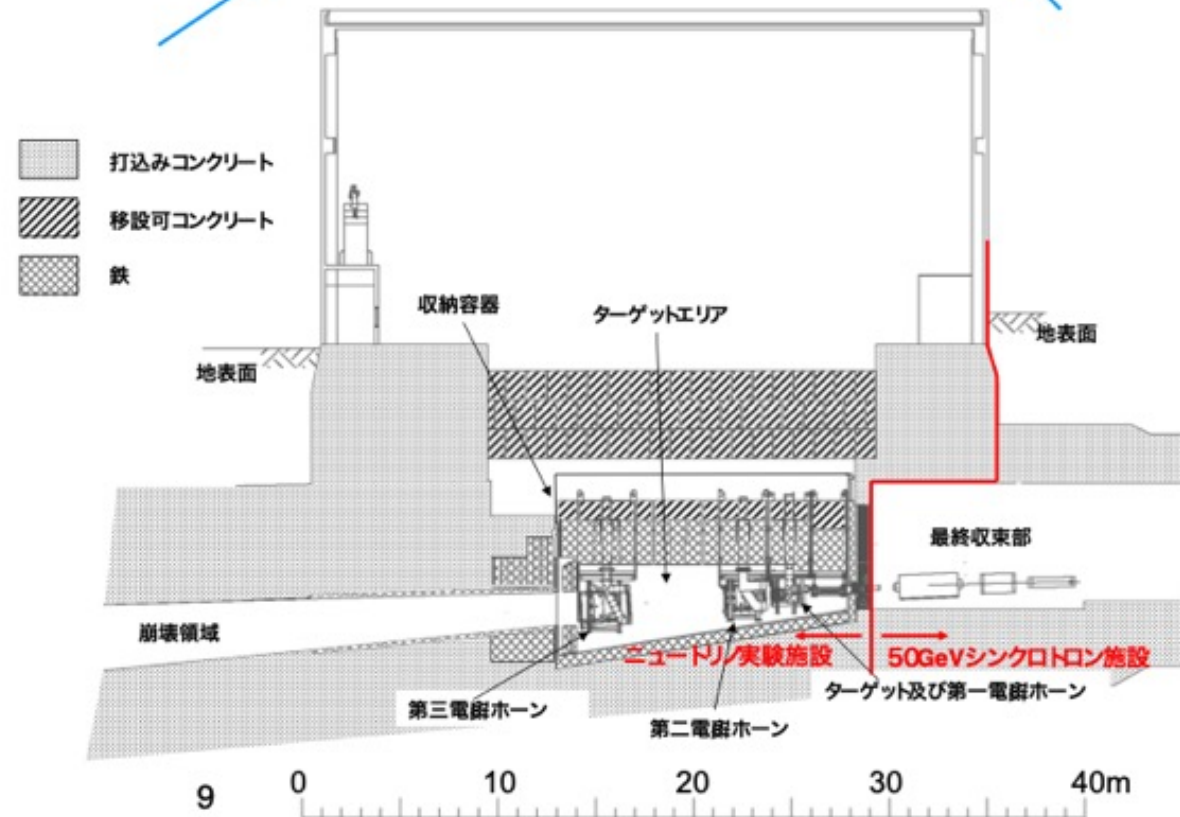 打込みコンクリート
移設可コンクリート
鉄
収納容器
ターゲットエリア
地表面
地表面
最終収束部
崩壊領域
ニュートリノ実験施設
50GeVシンクロトロン施設
ターゲット及び第一電磁ホーン
第三電磁ホーン
第二電磁ホーン
9
0 10 20 30 40m